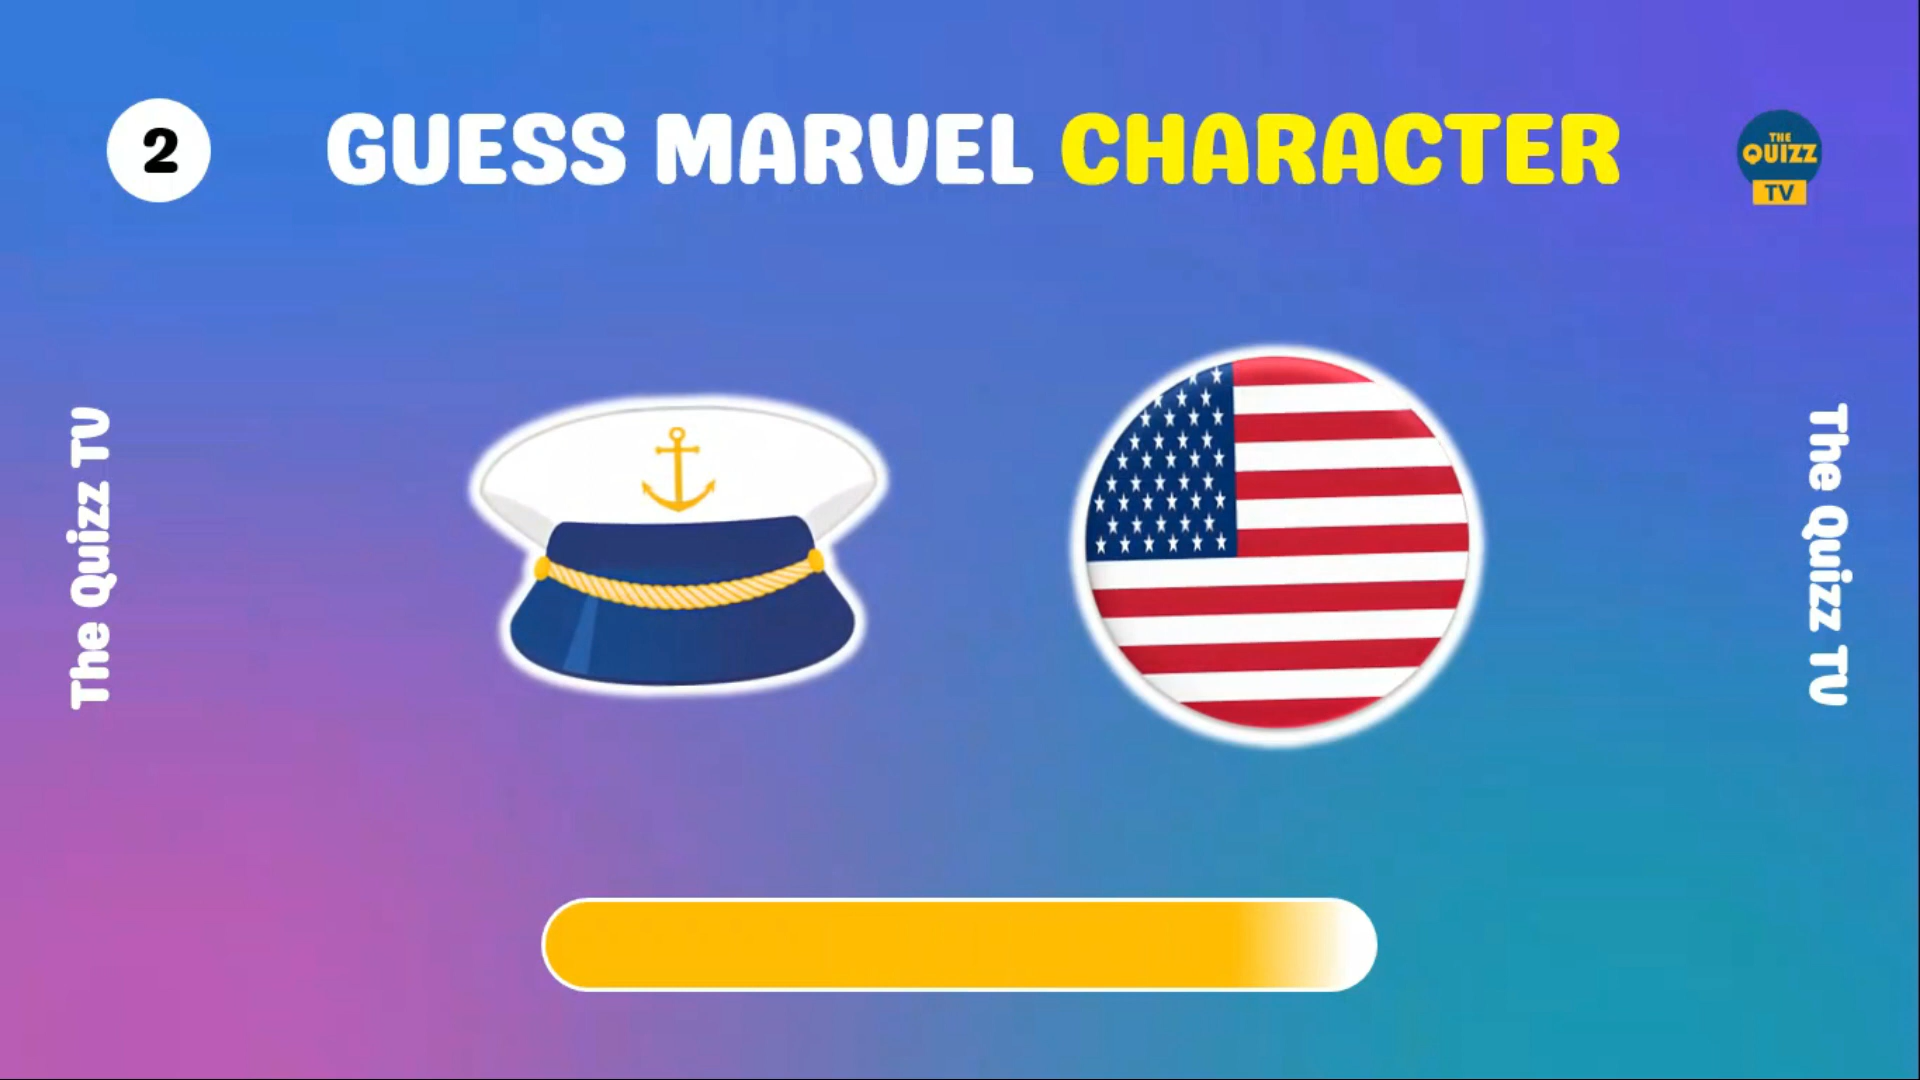 2
GUESS MARVEL CHARACTER
THE
QUIZZ
TV
The Quizz TV
The Quizz TV